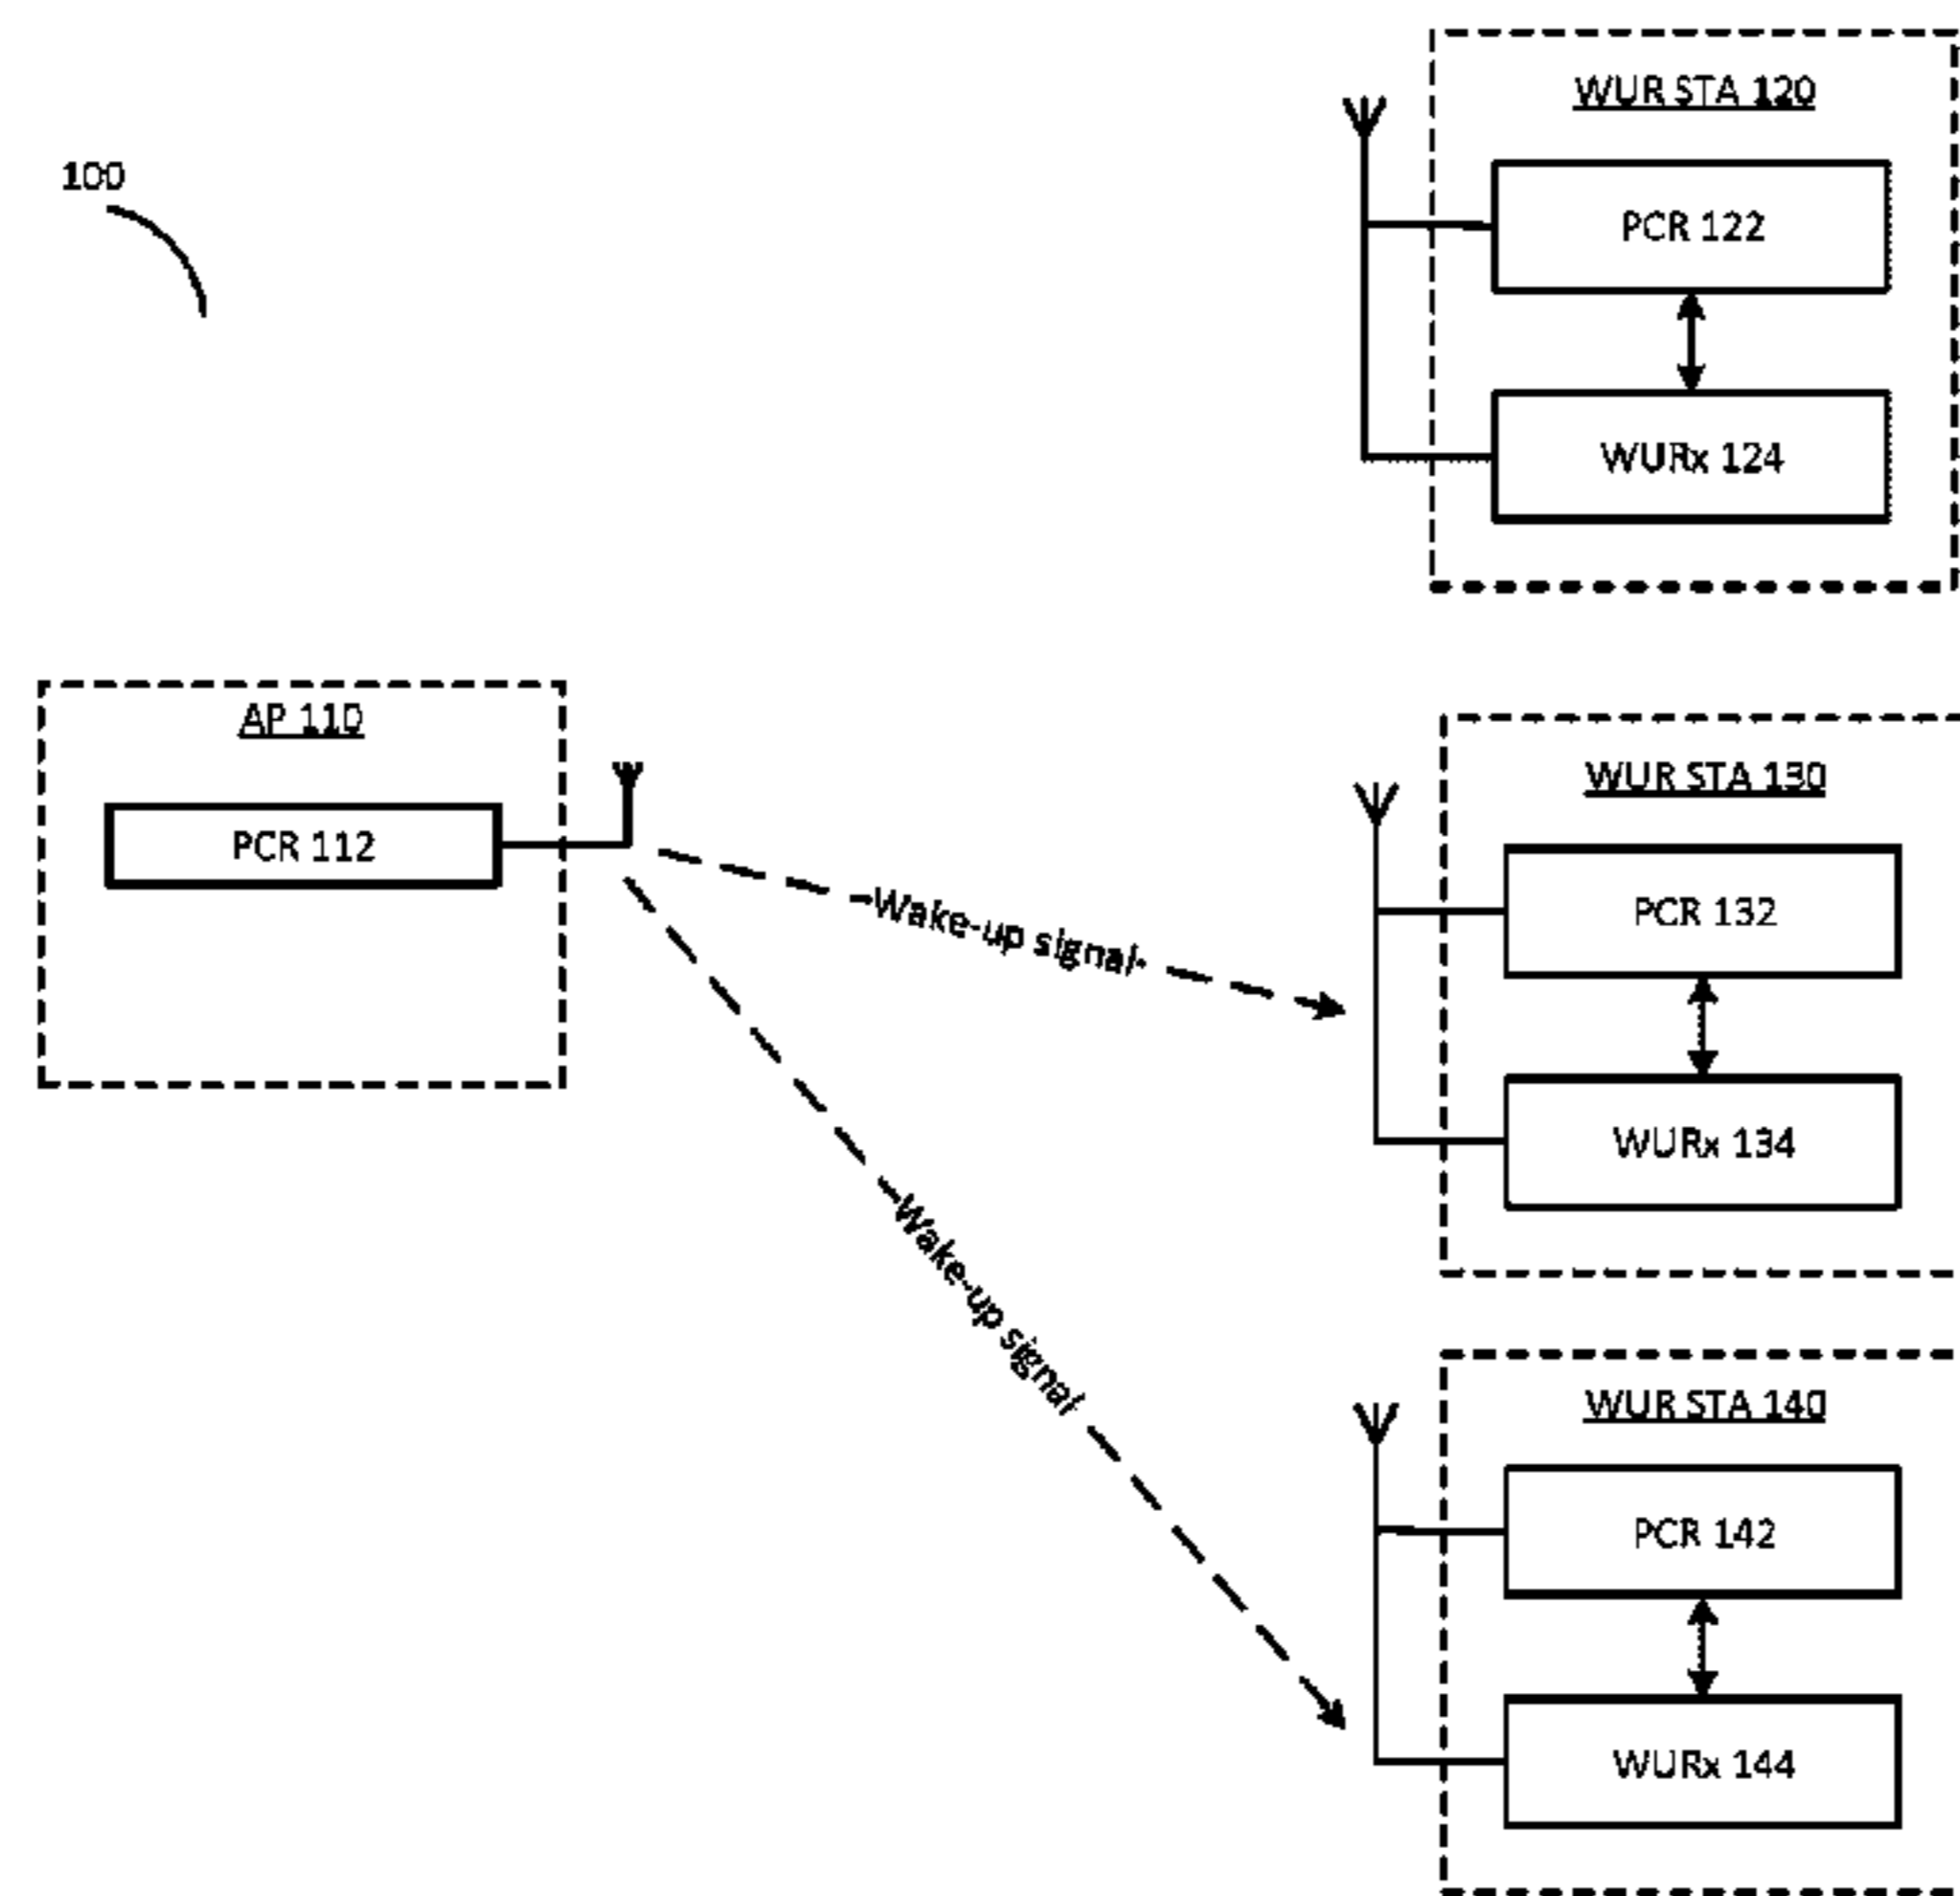 100
WUR STA 120
PCR 122
WURx 124
AP 110
PCR 112
Wake-up signal
Wake-up signal
WUR STA 130
PCR 132
WURx 134
WUR STA 140
PCR 142
WURx 144